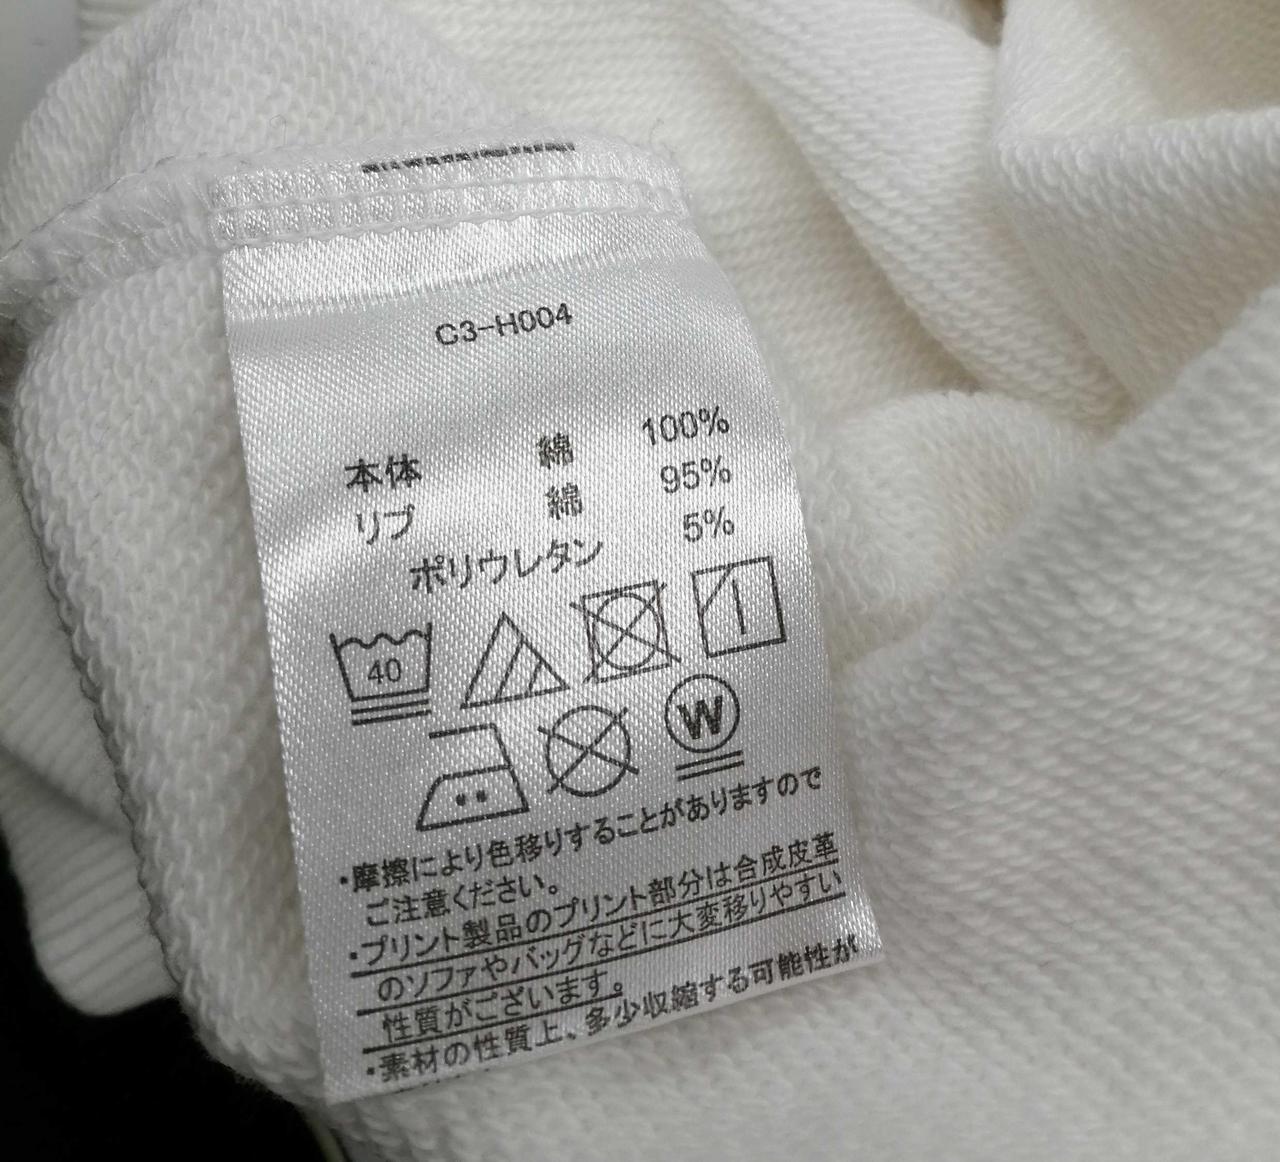 C3-H004
本体 綿 100%
リブ 綿 95%
ポリウレタン 5%
40
W
・摩擦により色移りすることがありますので
ご注意ください。
・プリント製品のプリント部分は合成皮革
のソファやバッグなどに大変移りやすい
性質がございます。
・素材の性質上、多少収縮する可能性が